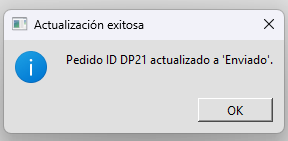 Actualización exitosa
Pedido ID DP21 actualizado a 'Enviado'.
OK